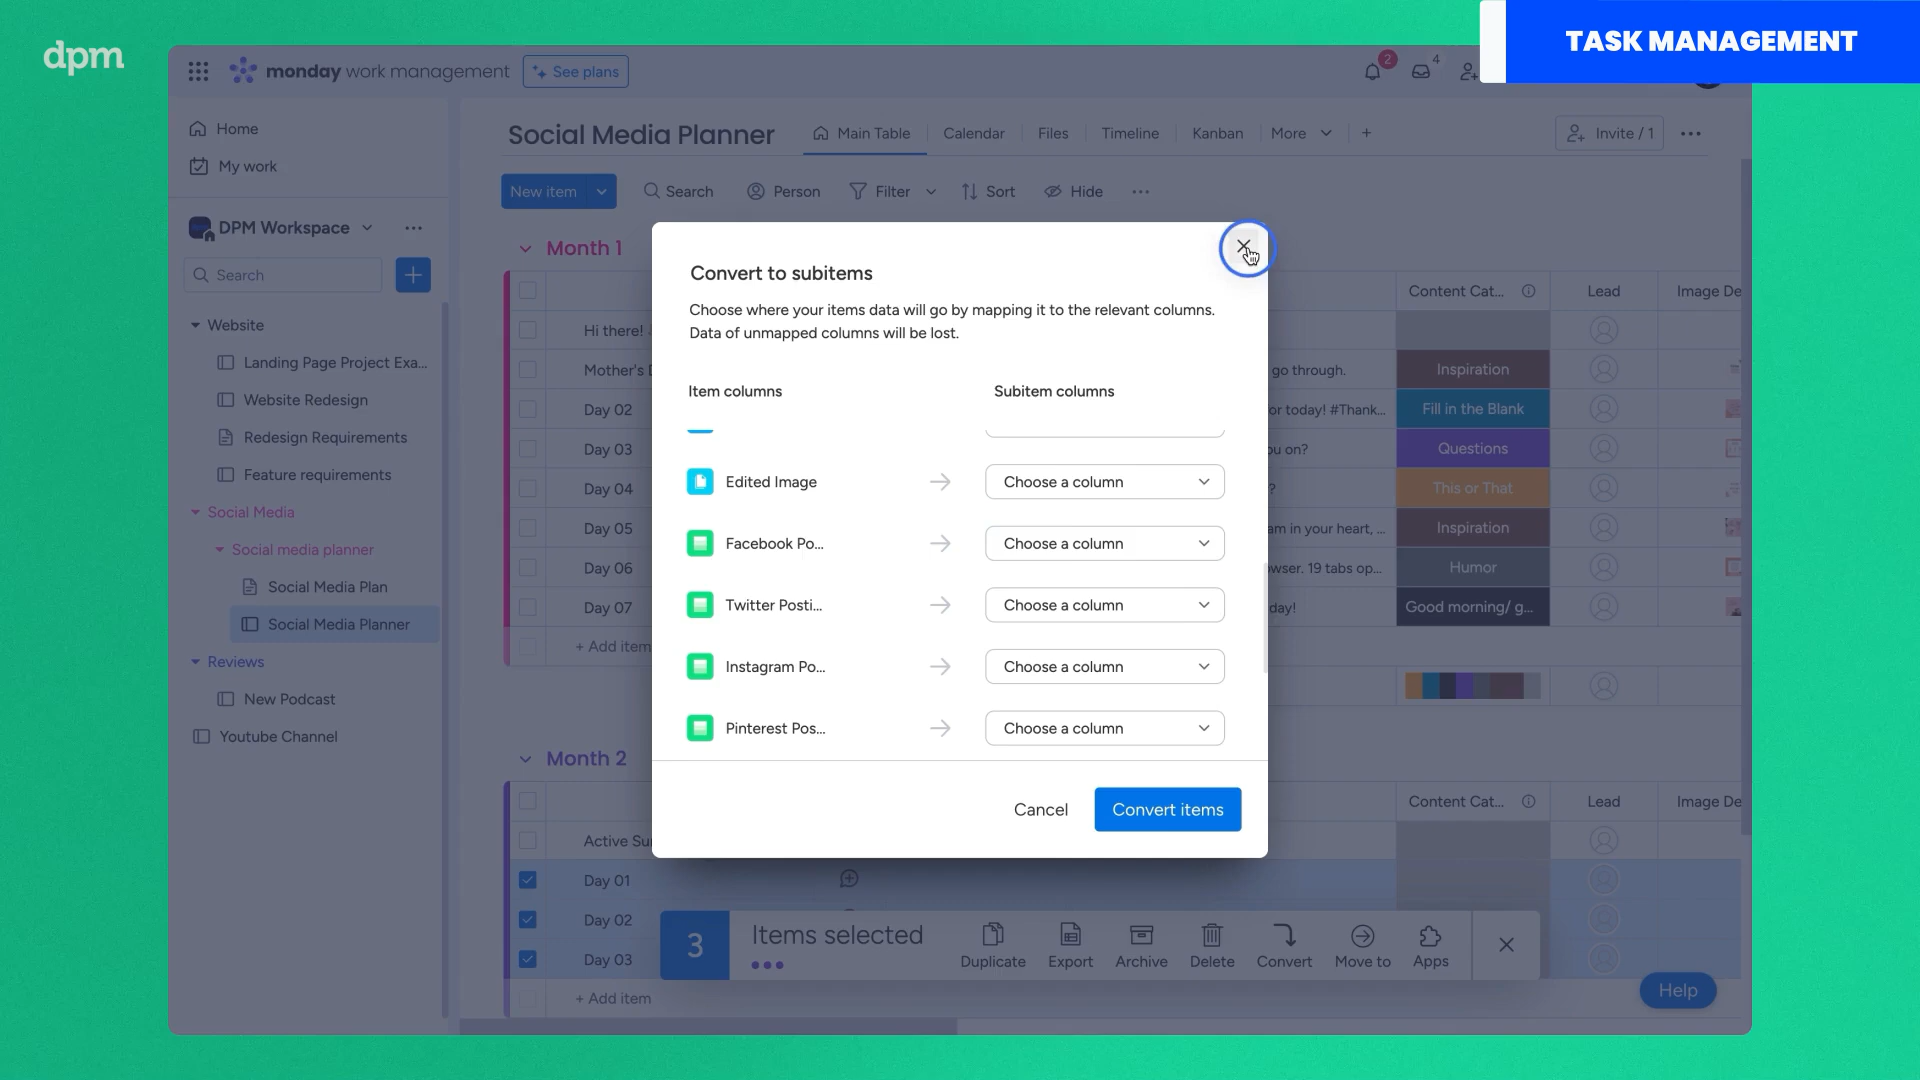 dpm
TASK MANAGEMENT
monday work management
See plans
2
4
Home
My work
DPM Workspace
Search
Website
Landing Page Project Exa...
Website Redesign
Redesign Requirements
Feature requirements
Social Media
Social media planner
Social Media Plan
Social Media Planner
Reviews
New Podcast
Youtube Channel
Social Media Planner
Main Table
Calendar
Files
Timeline
Kanban
More
Invite / 1
New item
Search
Person
Filter
Sort
Hide
Month 1
Content Cat...
Lead
Image De
Hi there!
Mother's D
go through.
Inspiration
Day 02
or today! #Thank...
Fill in the Blank
Day 03
ou on?
Questions
Day 04
?
This or That
Day 05
am in your heart, ...
Inspiration
Day 06
owser. 19 tabs op...
Humor
Day 07
day!
Good morning/ g...
+ Add item
Convert to subitems
Choose where your items data will go by mapping it to the relevant columns.
Data of unmapped columns will be lost.
Item columns
Subitem columns
Edited Image
Choose a column
Facebook Po...
Choose a column
Twitter Posti...
Choose a column
Instagram Po...
Choose a column
Pinterest Pos...
Choose a column
Cancel
Convert items
Month 2
Content Cat...
Lead
Image De
Active Su
Day 01
Day 02
Day 03
+ Add item
3
Items selected
Duplicate
Export
Archive
Delete
Convert
Move to
Apps
Help